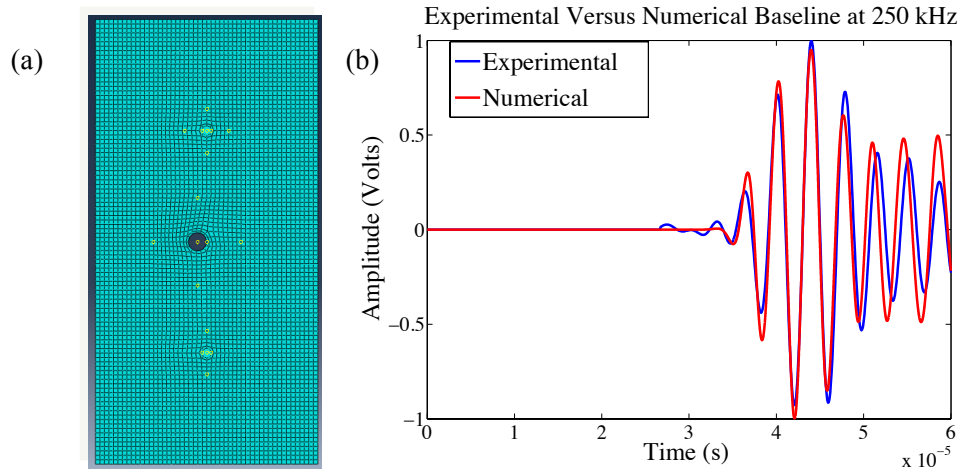 (a)
(b)
Experimental Versus Numerical Baseline at 250 kHz
Experimental
Numerical
Amplitude (Volts)
1
0.5
0
−0.5
-1
0
1
2
3
4
5
6
Time (s)
x 10⁻⁵